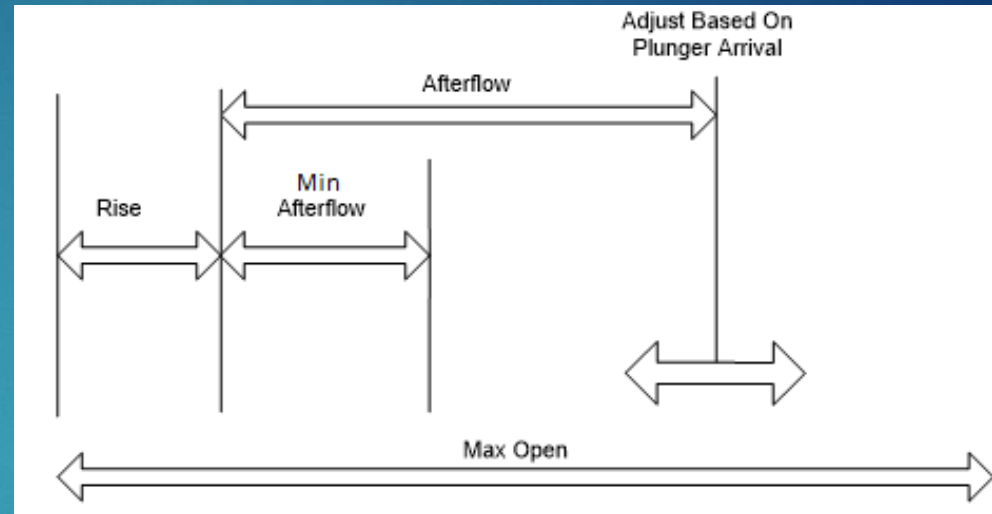 Adjust Based On
Plunger Arrival
Afterflow
Min
Afterflow
Rise
Max Open